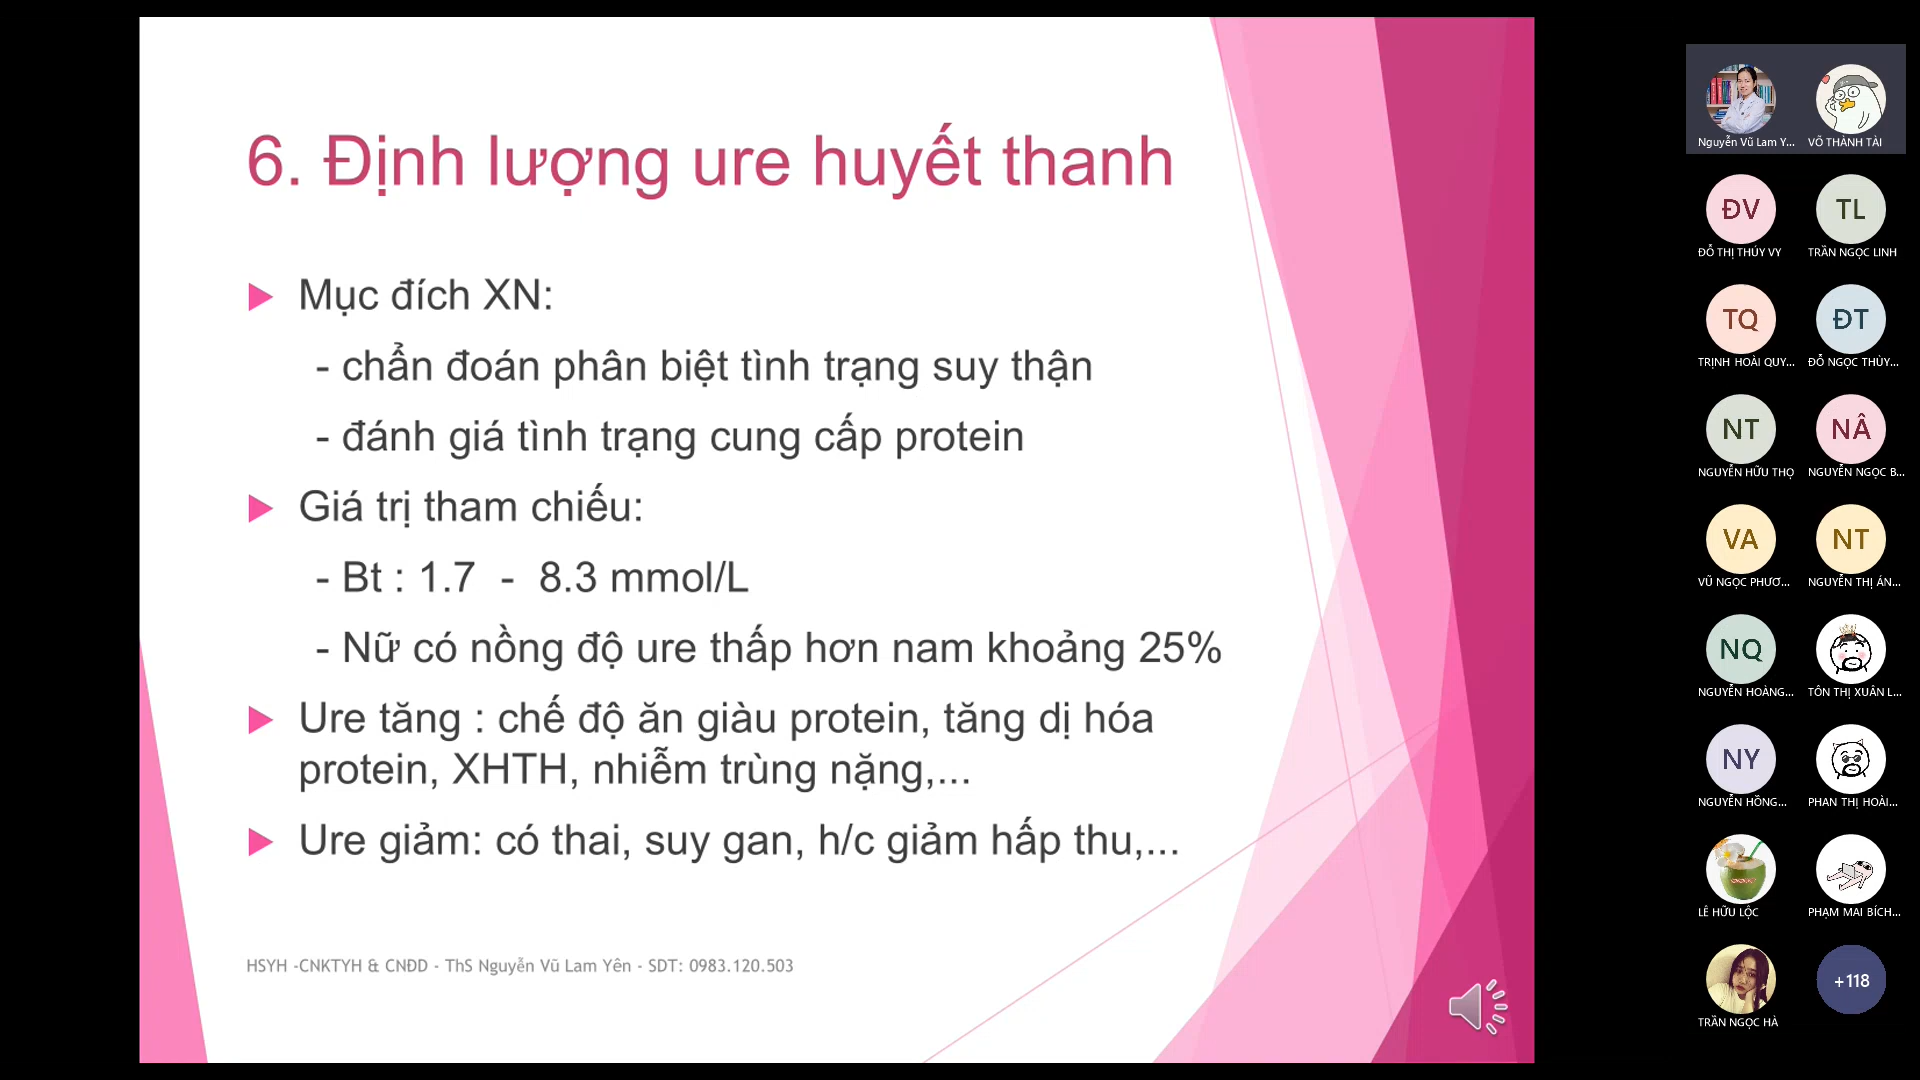 6. Định lượng ure huyết thanh
Mục đích XN:
- chẩn đoán phân biệt tình trạng suy thận
- đánh giá tình trạng cung cấp protein
Giá trị tham chiếu:
- Bt : 1.7 - 8.3 mmol/L
- Nữ có nồng độ ure thấp hơn nam khoảng 25%
Ure tăng : chế độ ăn giàu protein, tăng dị hóa
protein, XHTH, nhiễm trùng nặng,...
Ure giảm: có thai, suy gan, h/c giảm hấp thu,...
HSYH -CNKTYH & CNĐD - ThS Nguyễn Vũ Lam Yên - SDT: 0983.120.503
Nguyễn Vũ Lam Y...
VÕ THÀNH TÀI
ĐV
TL
ĐỖ THỊ THÚY VY
TRẦN NGỌC LINH
TQ
ĐT
TRỊNH HOÀI QUY...
ĐỖ NGỌC THÙY...
NT
NÂ
NGUYỄN HỮU THỌ
NGUYỄN NGỌC B...
VA
NT
VŨ NGỌC PHƯƠ...
NGUYỄN THỊ ÁN...
NQ
NGUYỄN HOÀNG...
TÔN THỊ XUÂN L...
NY
NGUYỄN HỒNG...
PHAN THỊ HOÀI...
LÊ HỮU LỘC
PHẠM MAI BÍCH...
TRẦN NGỌC HÀ
+118